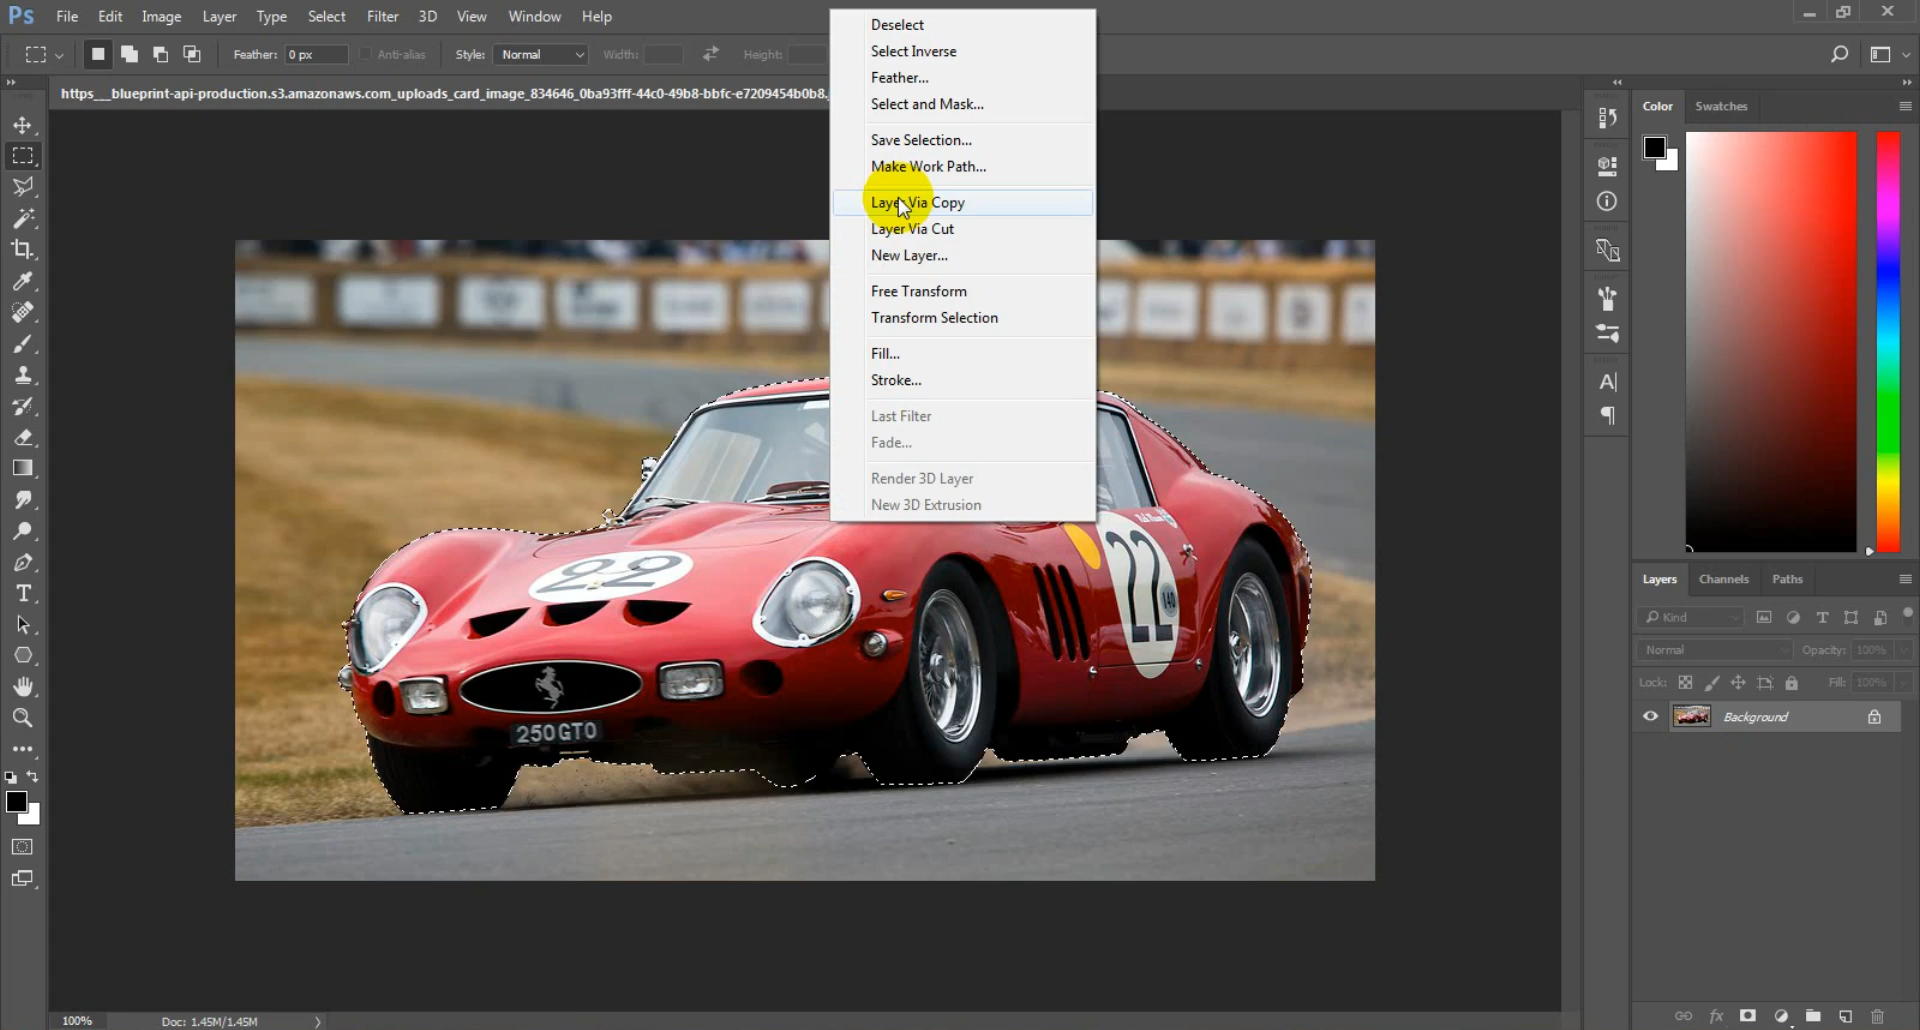 Ps File Edit Image Layer Type Select Filter 3D View Window Help
Feather: 0 px Anti-alias Style: Normal Width: Height:
https___blueprint-api-production.s3.amazonaws.com_uploads_card_image_834646_0ba93fff-44c0-49b8-bbfc-e7209454b0b8.
Deselect
Select Inverse
Feather...
Select and Mask...
Save Selection...
Make Work Path...
Layer Via Copy
Layer Via Cut
New Layer...
Free Transform
Transform Selection
Fill...
Stroke...
Last Filter
Fade...
Render 3D Layer
New 3D Extrusion
22
22
140
250GTO
Color Swatches
Layers Channels Paths
Kind
Normal Opacity: 100%
Lock: Fill: 100%
Background
100% Doc: 1.45M/1.45M